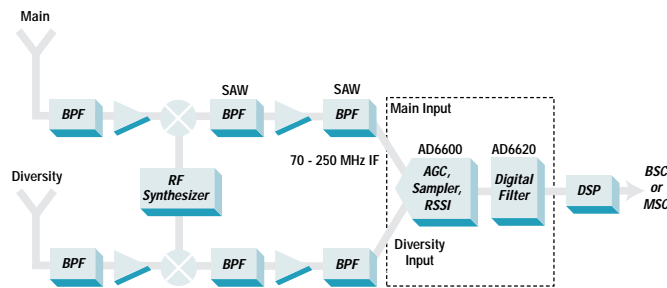 Main
BPF
SAW
BPF
SAW
BPF
Main Input
70 - 250 MHz IF
RF
Synthesizer
AD6600
AGC,
Sampler,
RSSI
AD6620
Digital
Filter
DSP
BSC
or
MSC
Diversity
Diversity
Input
BPF
BPF
BPF